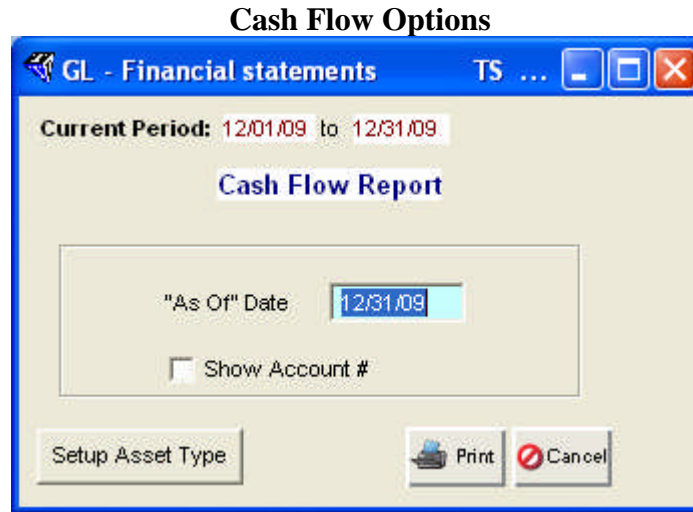 Cash Flow Options
GL - Financial statements TS ...
Current Period: 12/01/09 to 12/31/09
Cash Flow Report
"As Of" Date 12/31/09
Show Account #
Setup Asset Type Print Cancel